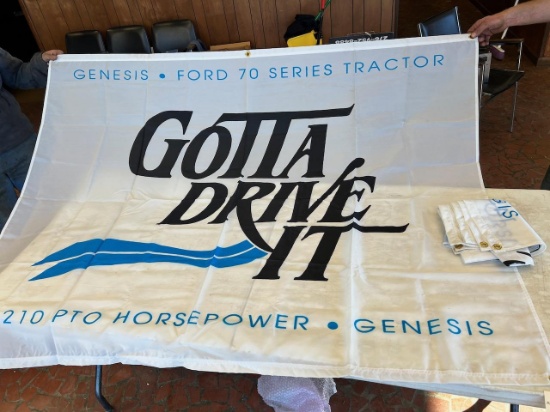 GENESIS • FORD 70 SERIES TRACTOR
GOTTA
DRIVE
IT
210 PTO HORSEPOWER • GENESIS